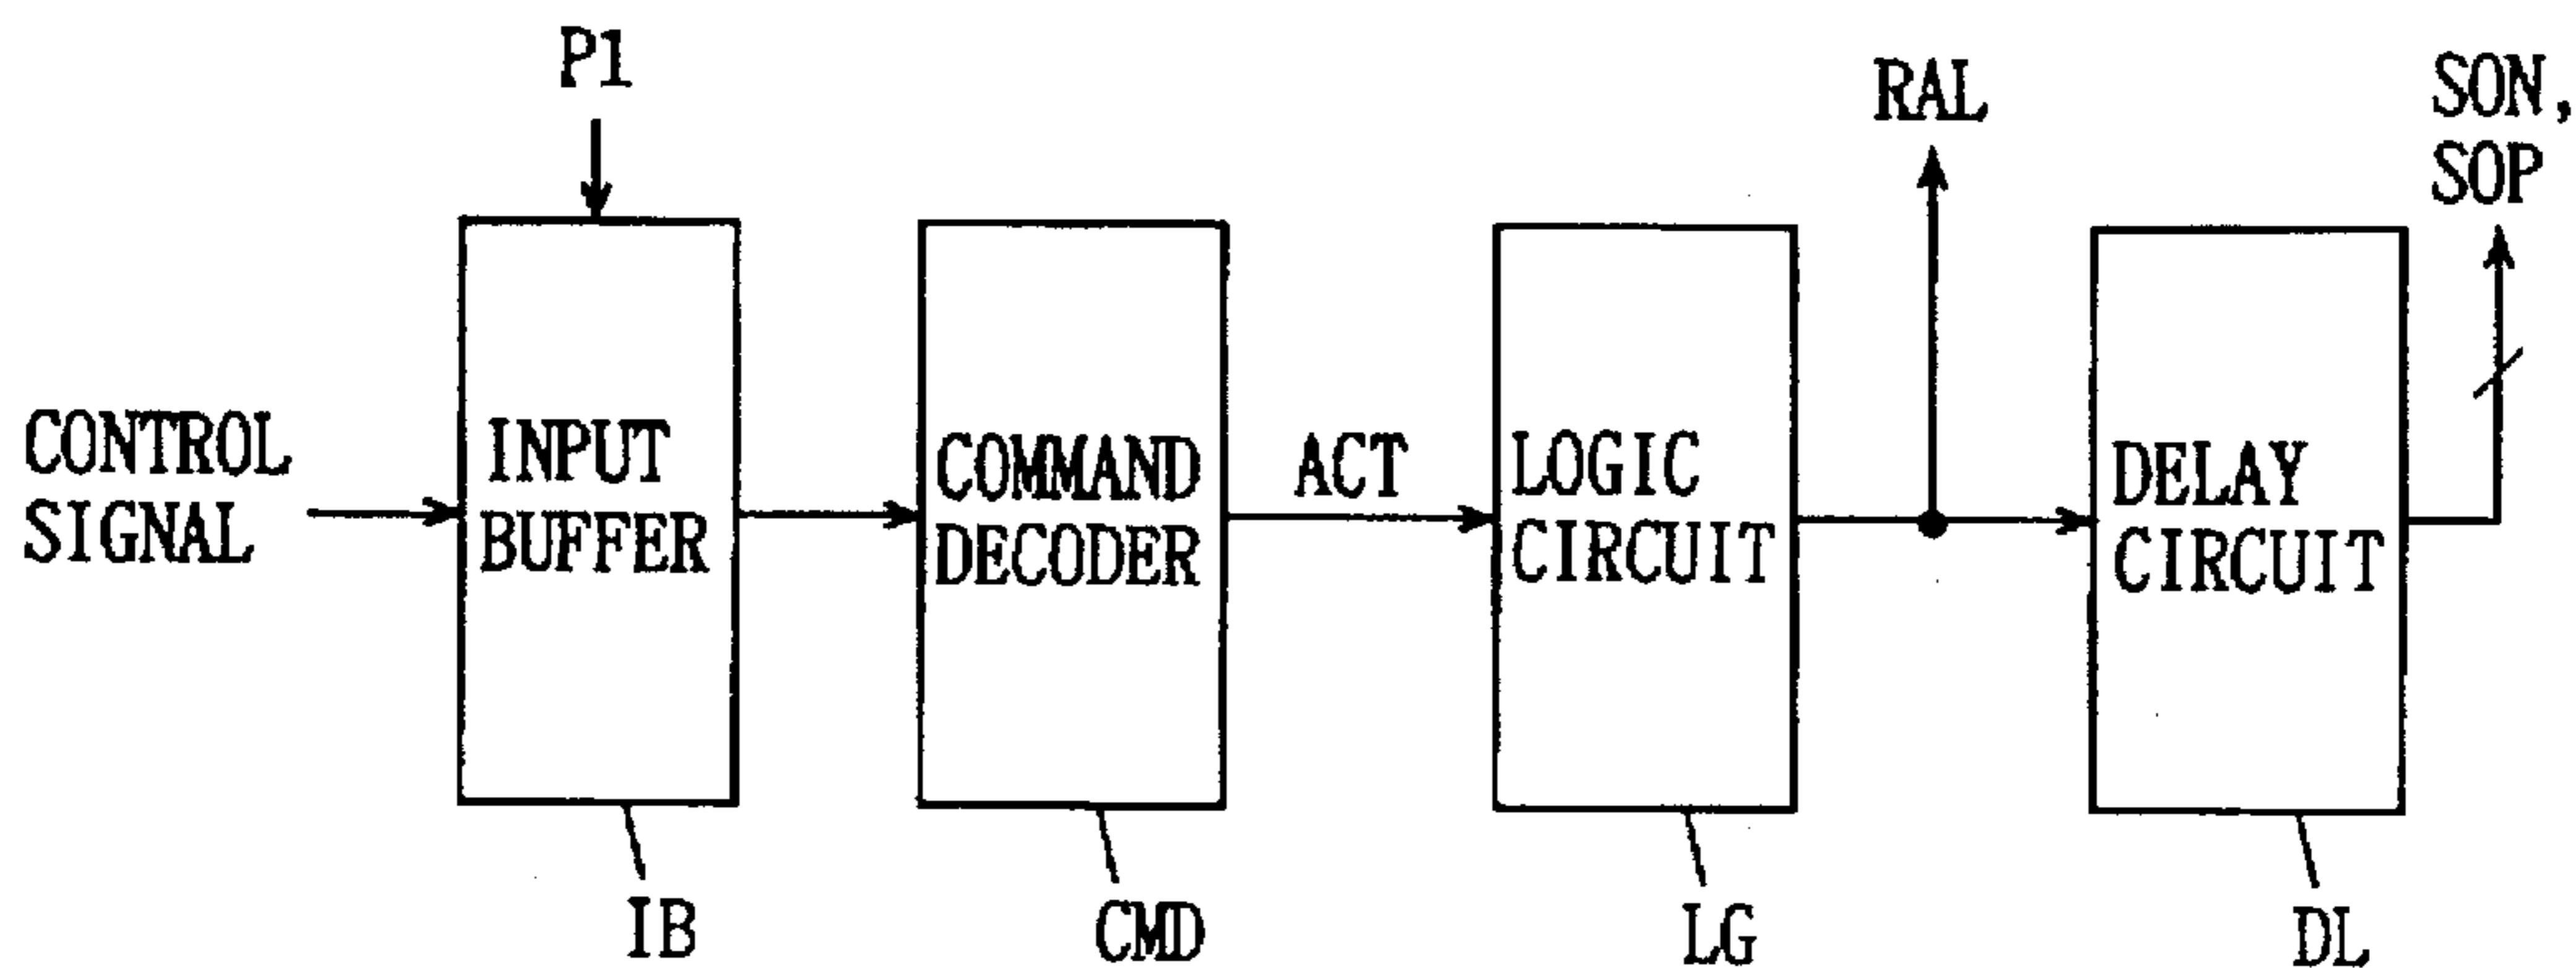 P1
RAL
SON,
SOP
CONTROL
SIGNAL
INPUT
BUFFER
COMMAND
DECODER
ACT
LOGIC
CIRCUIT
DELAY
CIRCUIT
IB
CMD
LG
DL